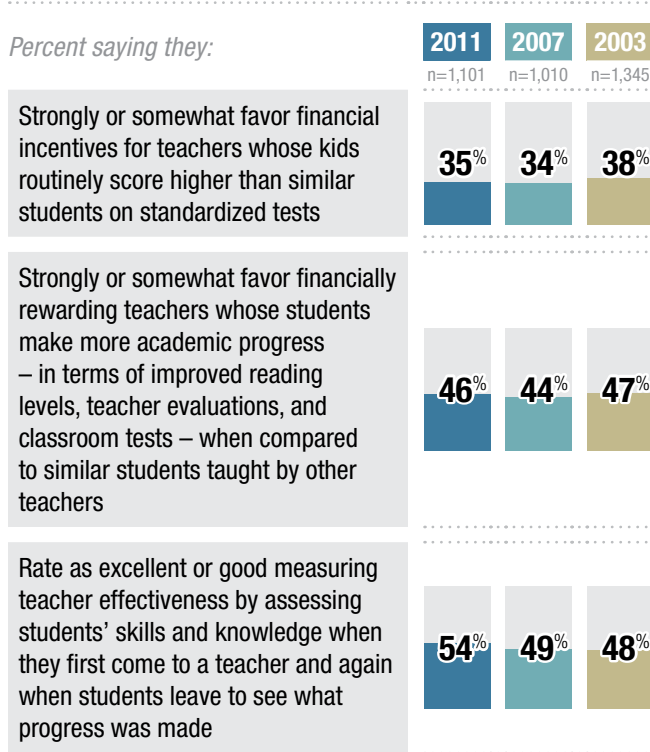 Percent saying they:
2011 2007 2003
n=1,101 n=1,010 n=1,345
Strongly or somewhat favor financial
incentives for teachers whose kids
routinely score higher than similar
students on standardized tests
35% 34% 38%
Strongly or somewhat favor financially
rewarding teachers whose students
make more academic progress
– in terms of improved reading
levels, teacher evaluations, and
classroom tests – when compared
to similar students taught by other
teachers
46% 44% 47%
Rate as excellent or good measuring
teacher effectiveness by assessing
students’ skills and knowledge when
they first come to a teacher and again
when students leave to see what
progress was made
54% 49% 48%